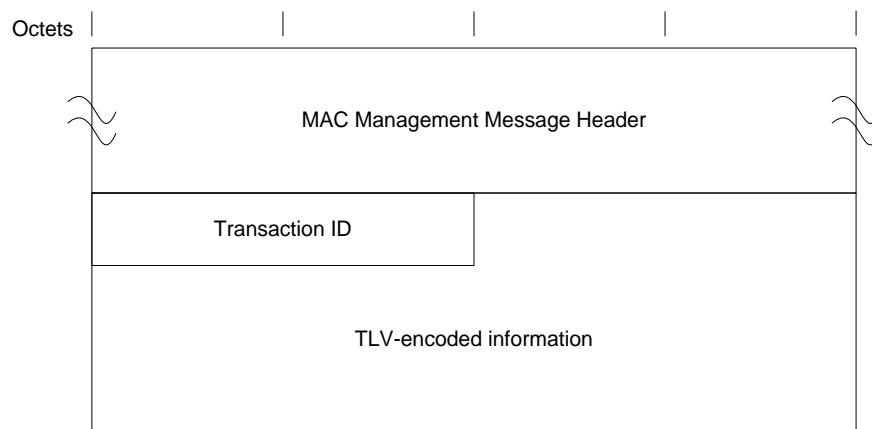 Octets
MAC Management Message Header
Transaction ID
TLV-encoded information